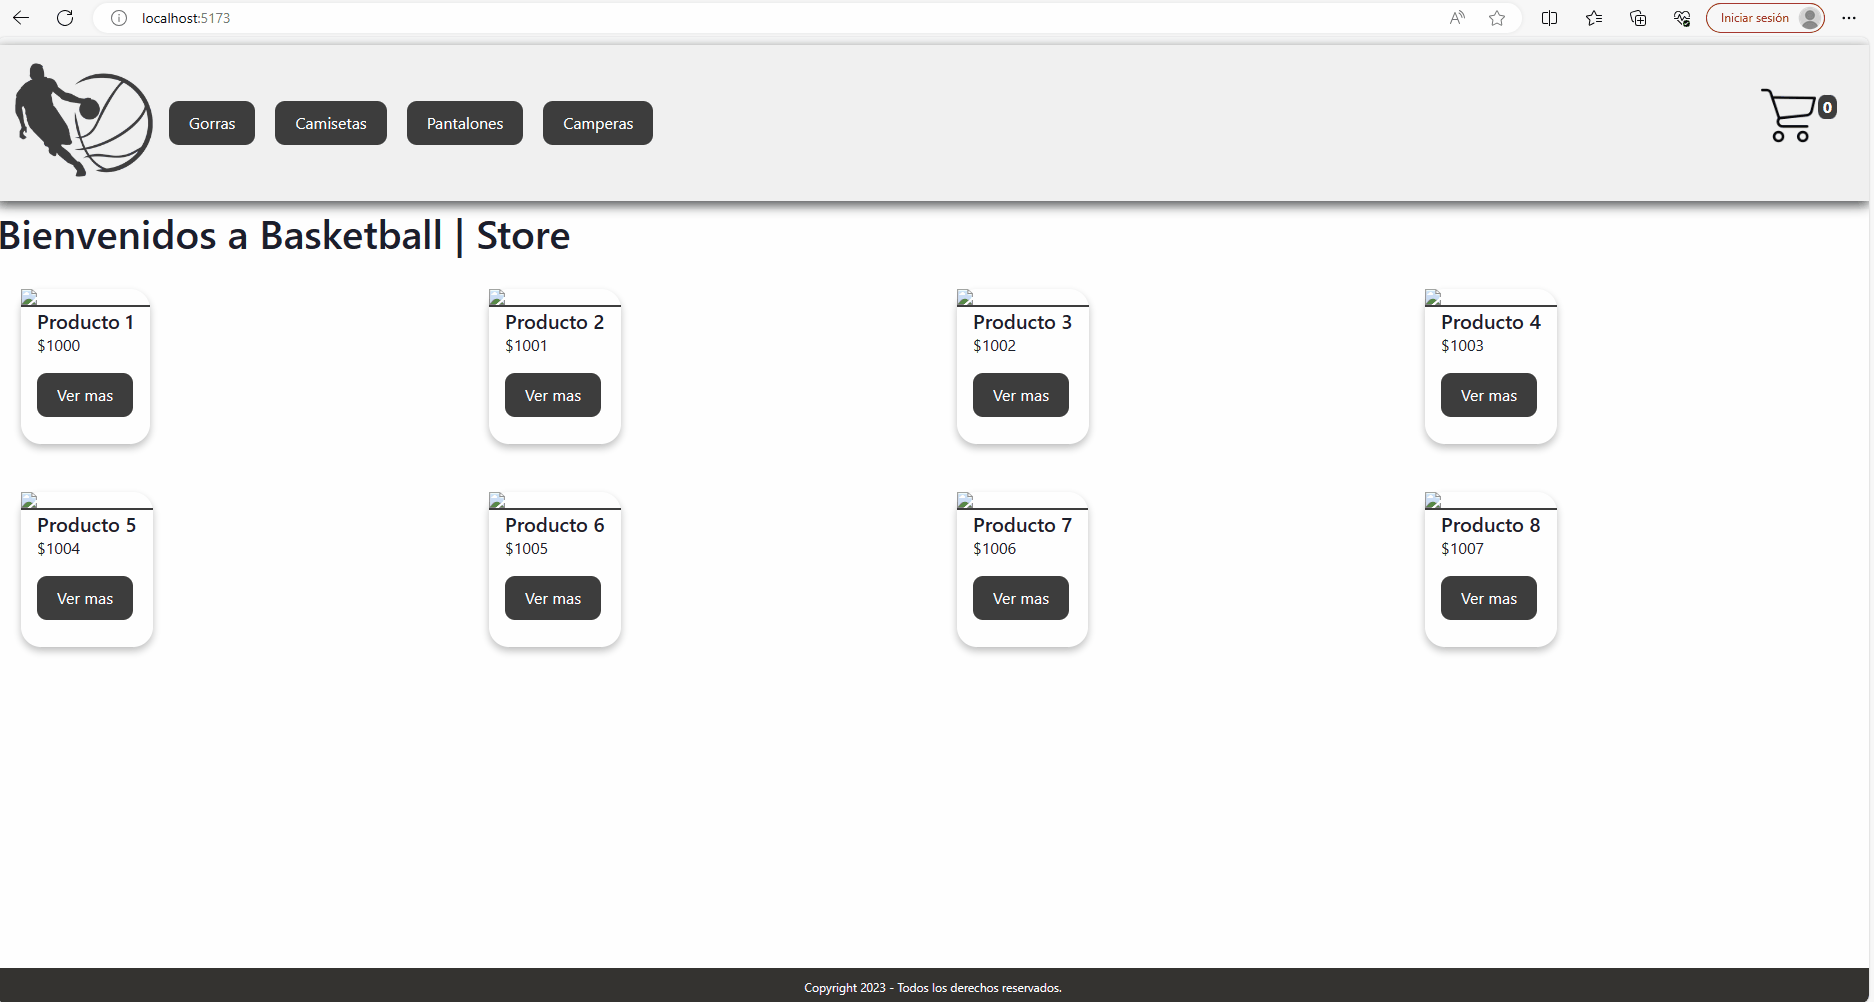 localhost:5173
Iniciar sesión
Gorras
Camisetas
Pantalones
Camperas
0
Bienvenidos a Basketball | Store
Producto 1
$1000
Ver mas
Producto 2
$1001
Ver mas
Producto 3
$1002
Ver mas
Producto 4
$1003
Ver mas
Producto 5
$1004
Ver mas
Producto 6
$1005
Ver mas
Producto 7
$1006
Ver mas
Producto 8
$1007
Ver mas
Copyright 2023 - Todos los derechos reservados.